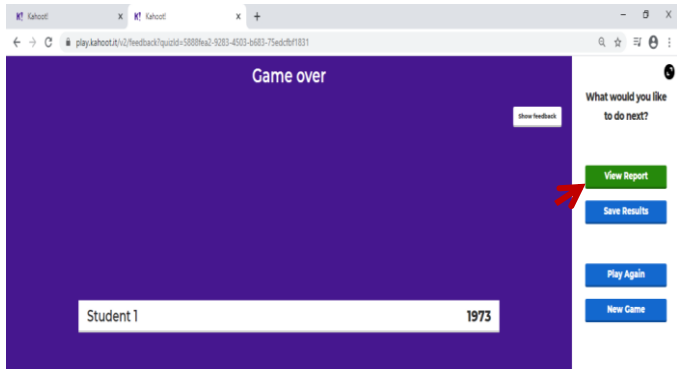 K! Kahoot!
K! Kahoot!
play.kahoot.it/v2/feedback?quizId=5888fea2-9283-4503-b683-75edcfbf1831
Game over
Show feedback
What would you like
to do next?
View Report
Save Results
Play Again
New Game
Student 1 1973